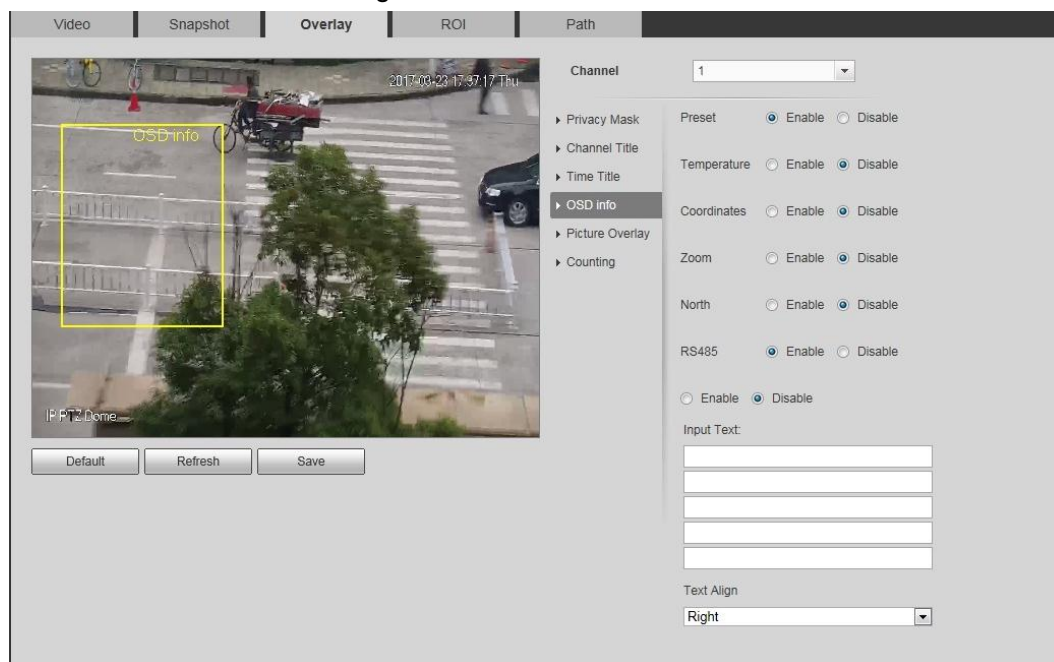 Video Snapshot Overlay ROI Path
2017-03-23 17:37:17 Thu
OSD info
IP PTZ Dome
Default Refresh Save
Channel 1
Privacy Mask
Channel Title
Time Title
OSD info
Picture Overlay
Counting
Preset Enable Disable
Temperature Enable Disable
Coordinates Enable Disable
Zoom Enable Disable
North Enable Disable
RS485 Enable Disable
Enable Disable
Input Text:
Text Align
Right